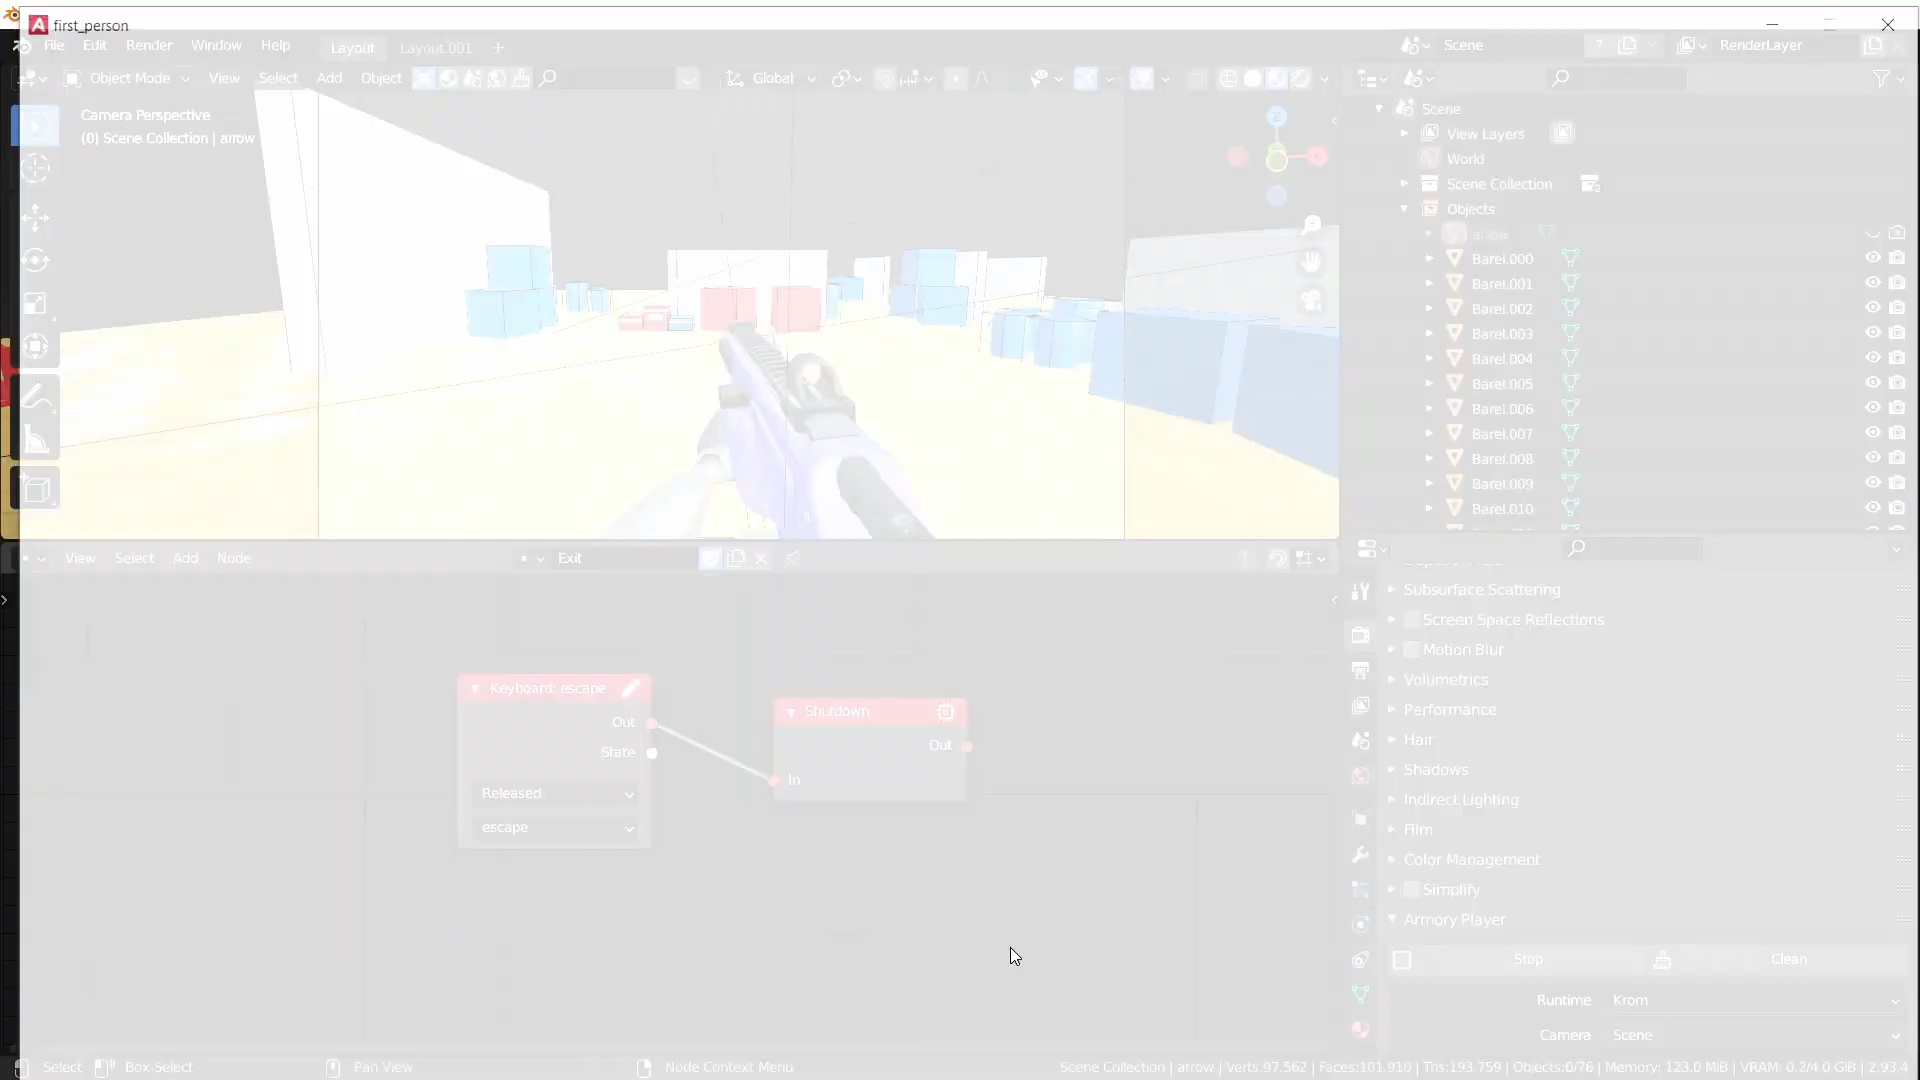 first_person
File Edit Render Window Help Layout Layout.001 + Scene 7 RenderLayer
Object Mode View Select Add Object Global
Camera Perspective
(0) Scene Collection | arrow
Z
X
Scene
View Layers
World
Scene Collection 2
Objects
arrow
Barel.000
Barel.001
Barel.002
Barel.003
Barel.004
Barel.005
Barel.006
Barel.007
Barel.008
Barel.009
Barel.010
View Select Add Node Exit
Subsurface Scattering
Screen Space Reflections
Motion Blur
Volumetrics
Performance
Hair
Shadows
Indirect Lighting
Film
Color Management
Simplify
Armory Player
Stop Clean
Runtime Krom
Camera Scene
Keyboard: escape
Out
State
Released
escape
Shutdown
Out
In
Select Box Select Pan View Node Context Menu Scene Collection | arrow | Verts:97.562 | Faces:101.910 | Tris:193.759 | Objects:0/76 | Memory: 123.0 MiB | VRAM: 0.2/4.0 GiB | 2.93.4